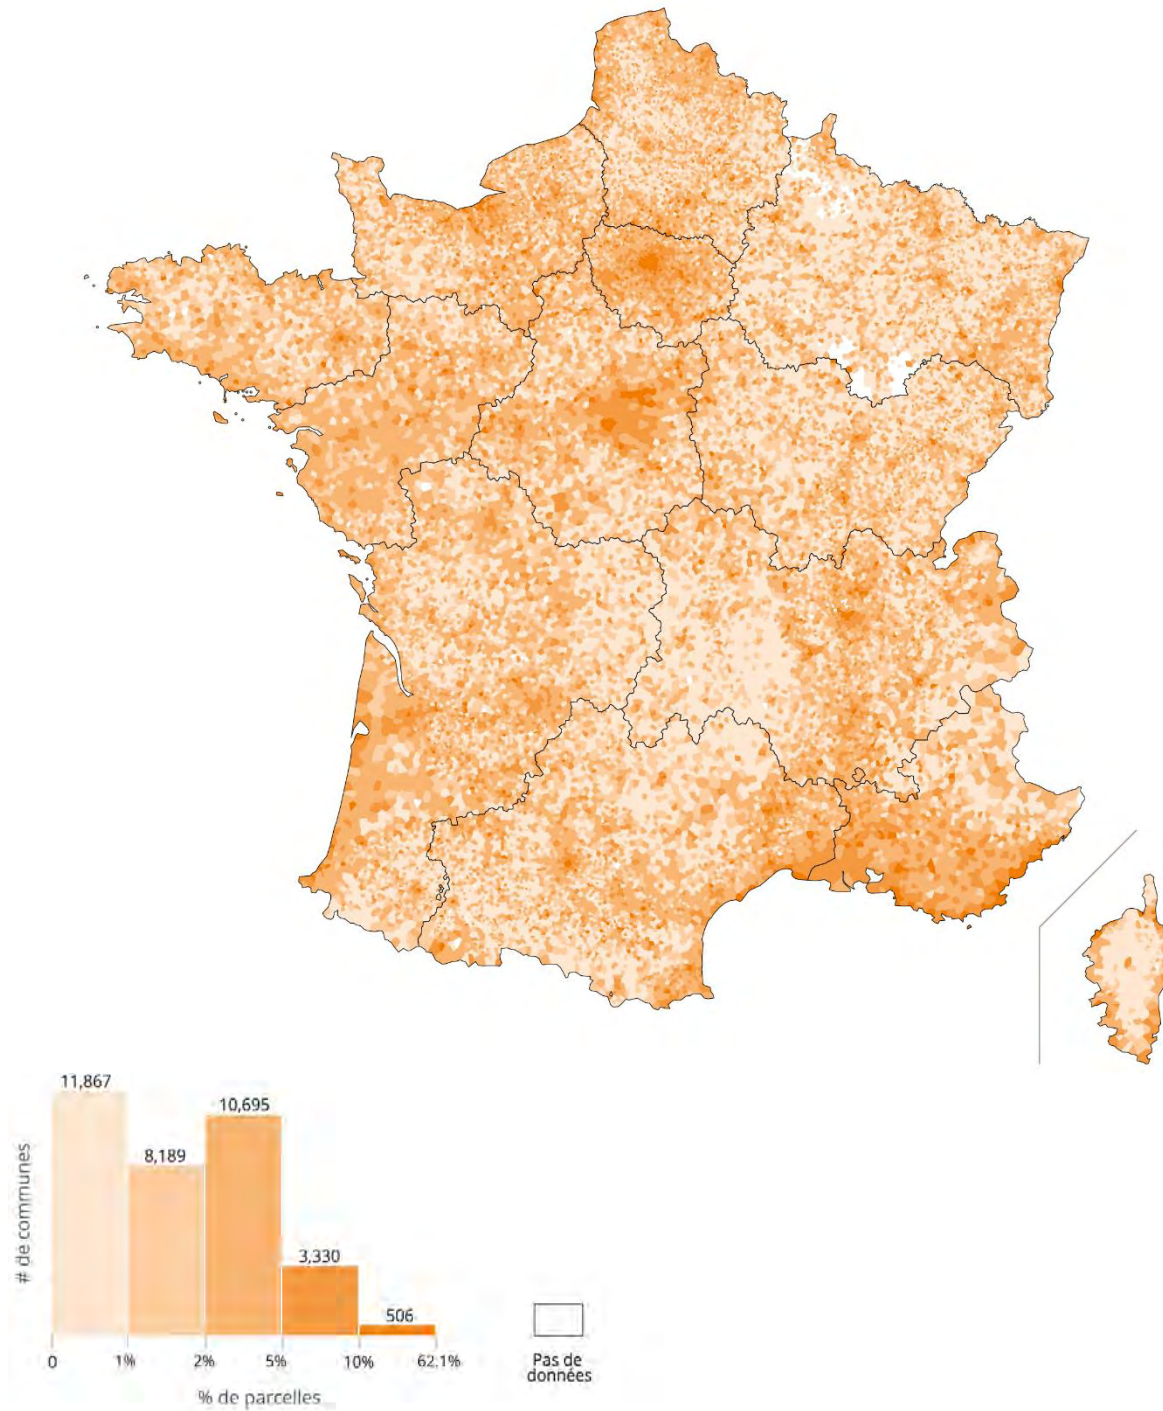 11,867
10,695
8,189
3,330
506
# de communes
0 1% 2% 5% 10% 62.1%
% de parcelles
Pas de
données